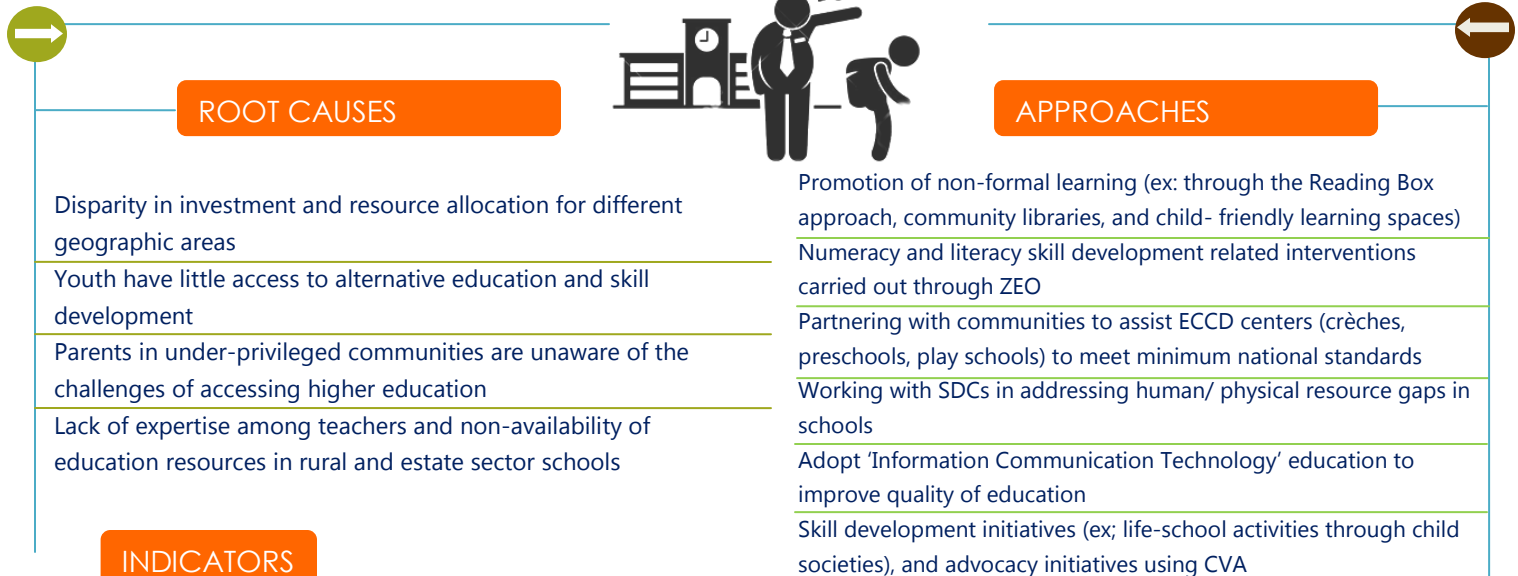 ROOT CAUSES
Disparity in investment and resource allocation for different
geographic areas
Youth have little access to alternative education and skill
development
Parents in under-privileged communities are unaware of the
challenges of accessing higher education
Lack of expertise among teachers and non-availability of
education resources in rural and estate sector schools
INDICATORS
APPROACHES
Promotion of non-formal learning (ex: through the Reading Box
approach, community libraries, and child- friendly learning spaces)
Numeracy and literacy skill development related interventions
carried out through ZEO
Partnering with communities to assist ECCD centers (crèches,
preschools, play schools) to meet minimum national standards
Working with SDCs in addressing human/ physical resource gaps in
schools
Adopt ‘Information Communication Technology’ education to
improve quality of education
Skill development initiatives (ex; life-school activities through child
societies), and advocacy initiatives using CVA